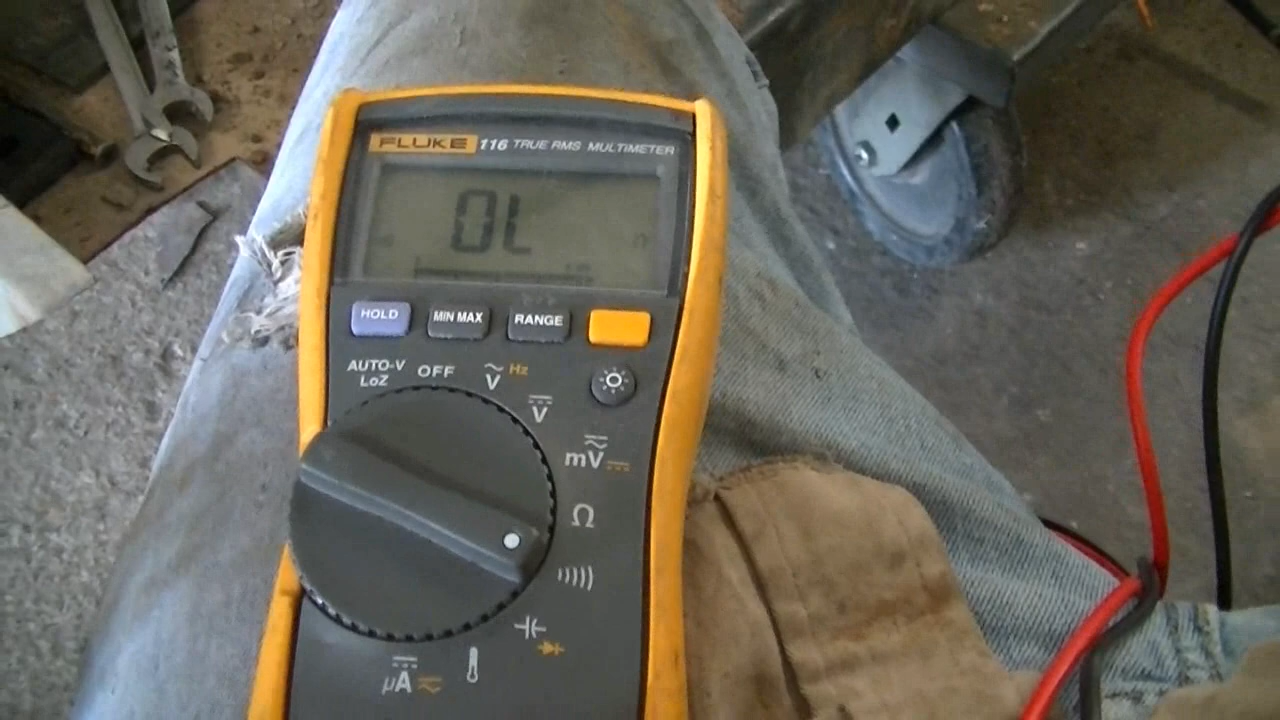 FLUKE 116 TRUE RMS MULTIMETER
OL
HOLD MIN MAX RANGE
AUTO-V LoZ
OFF
V Hz
V
mV
Ω
µA